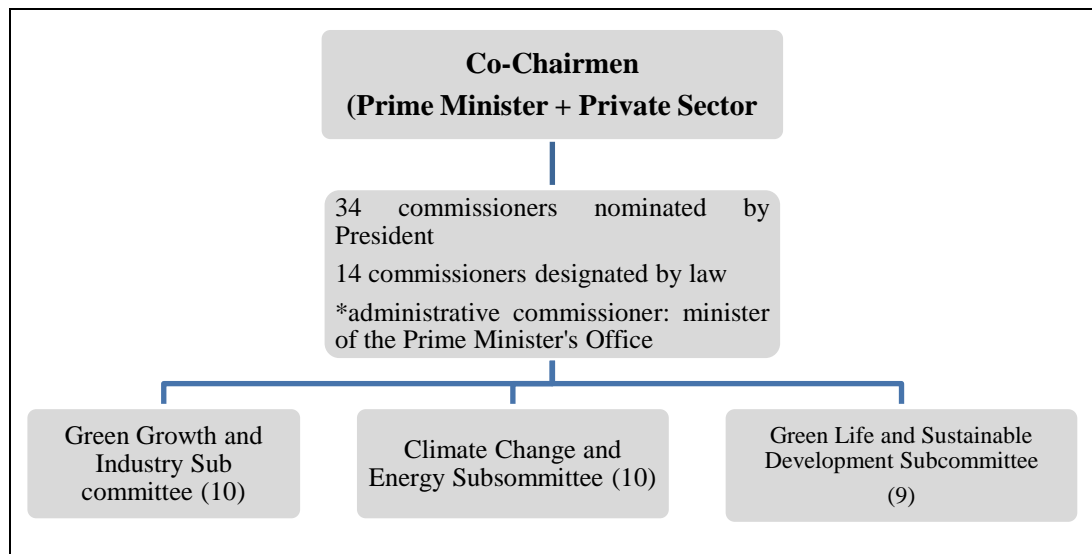 Co-Chairmen
(Prime Minister + Private Sector
34 commissioners nominated by
President
14 commissioners designated by law
*administrative commissioner: minister
of the Prime Minister's Office
Green Growth and
Industry Sub
committee (10)
Climate Change and
Energy Subsommittee (10)
Green Life and Sustainable
Development Subcommittee
(9)